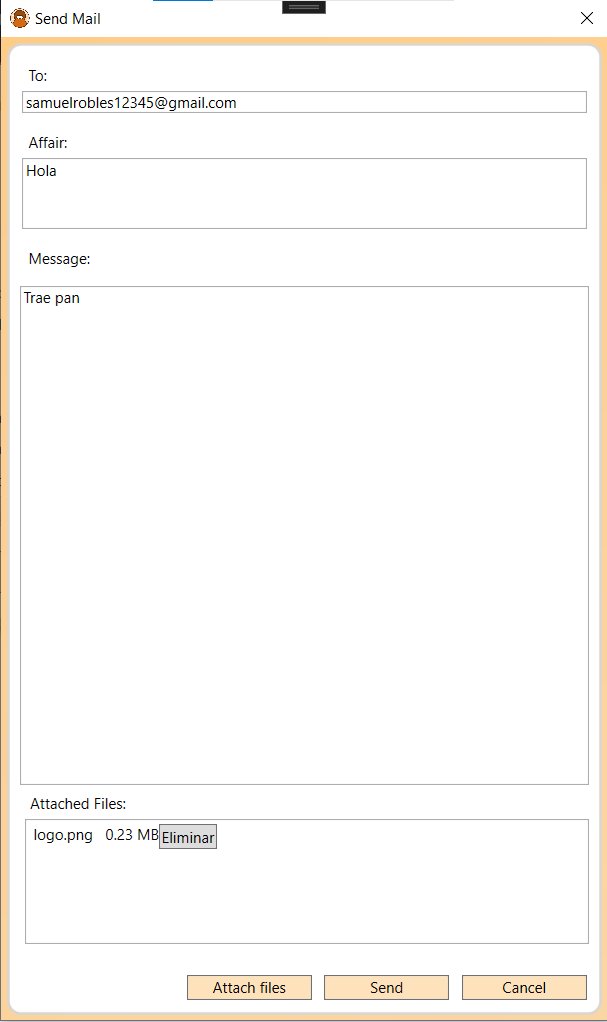 Send Mail
To:
samuelrobles12345@gmail.com
Affair:
Hola
Message:
Trae pan
Attached Files:
logo.png 0.23 MB Eliminar
Attach files Send Cancel